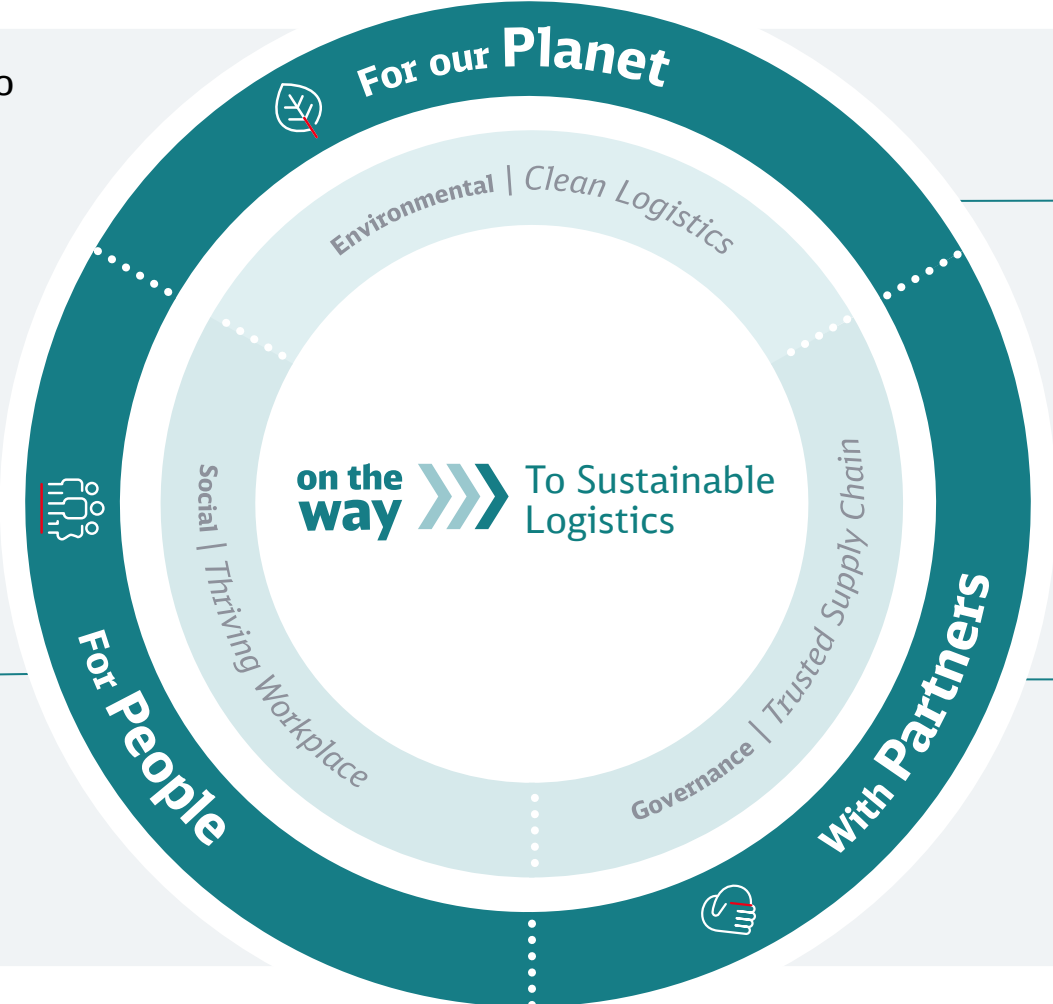 o
For our Planet
Environmental | Clean Logistics
on the
way
To Sustainable
Logistics
Social | Thriving Workplace
For People
Governance | Trusted Supply Chain
With Partners